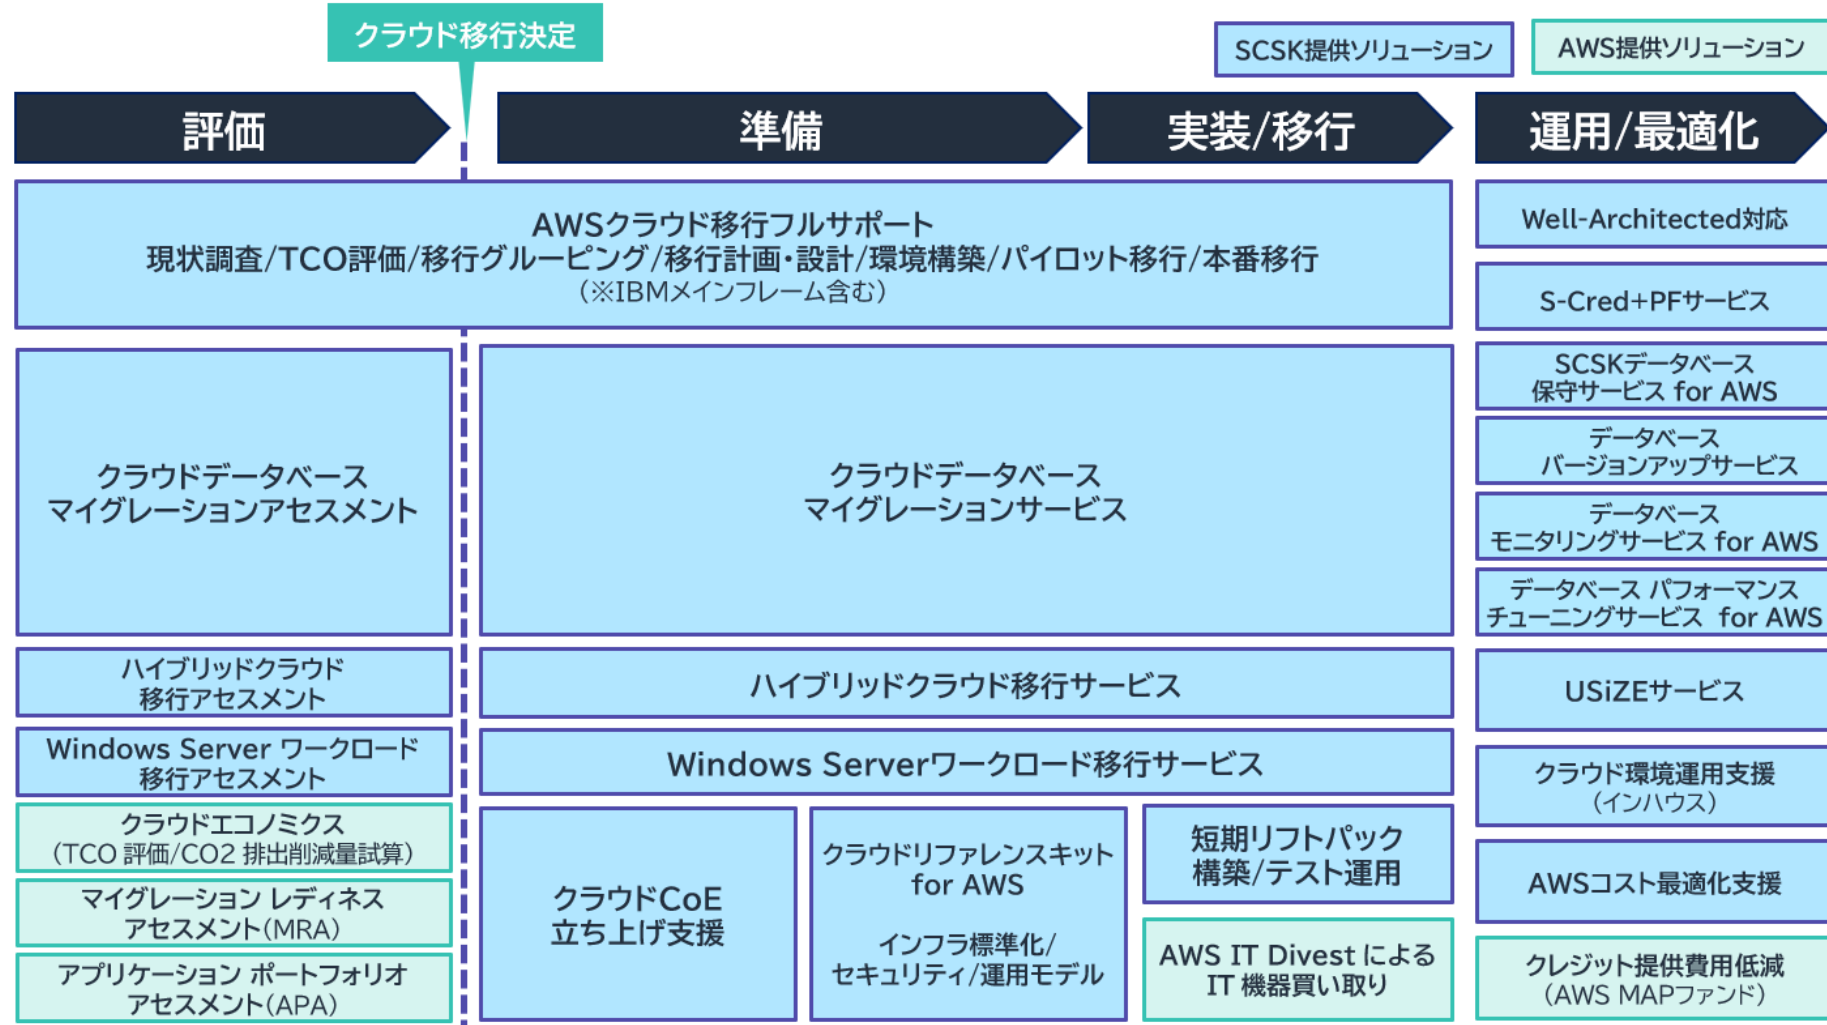 クラウド移行決定
SCSK提供ソリューション
AWS提供ソリューション
評価
準備
実装/移行
運用/最適化
AWSクラウド移行フルサポート
現状調査/TCO評価/移行グルーピング/移行計画・設計/環境構築/パイロット移行/本番移行
（※IBMメインフレーム含む）
クラウドデータベース
マイグレーションアセスメント
クラウドデータベース
マイグレーションサービス
ハイブリッドクラウド
移行アセスメント
ハイブリッドクラウド移行サービス
Windows Server ワークロード
移行アセスメント
Windows Serverワークロード移行サービス
クラウドエコノミクス
（TCO 評価/CO2 排出削減量試算）
マイグレーション レディネス
アセスメント（MRA）
アプリケーション ポートフォリオ
アセスメント（APA）
クラウドCoE
立ち上げ支援
クラウドリファレンスキット
for AWS
インフラ標準化/
セキュリティ/運用モデル
短期リフトパック
構築/テスト運用
AWS IT Divest による
IT 機器買い取り
Well-Architected対応
S-Cred+PFサービス
SCSKデータベース
保守サービス for AWS
データベース
バージョンアップサービス
データベース
モニタリングサービス for AWS
データベース パフォーマンス
チューニングサービス for AWS
USiZEサービス
クラウド環境運用支援
（インハウス）
AWSコスト最適化支援
クレジット提供費用低減
（AWS MAPファンド）